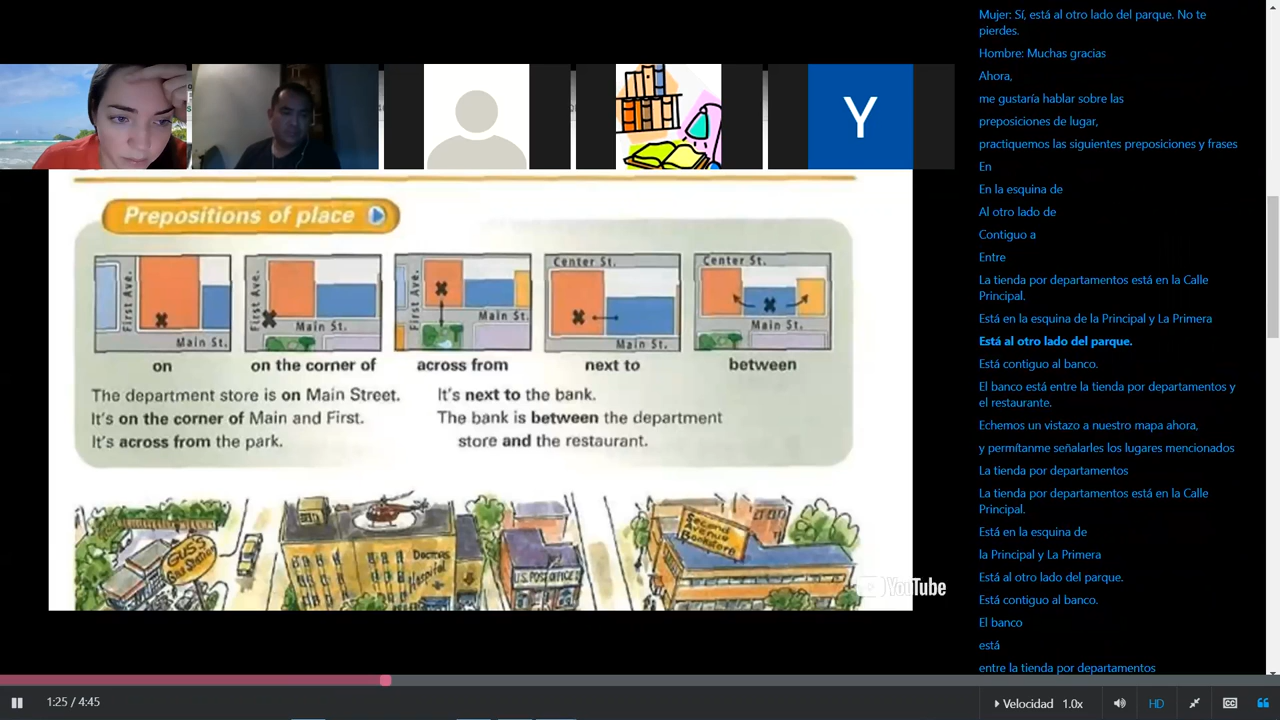 Y
Prepositions of place
First Ave.
Main St.
First Ave.
Main St.
First Ave.
Main St.
Center St.
Main St.
Center St.
Main St.
on
on the corner of
across from
next to
between
The department store is on Main Street.
It's on the corner of Main and First.
It's across from the park.
It's next to the bank.
The bank is between the department
store and the restaurant.
GUS's
Gas Station
Doctors
Hospital
U.S. POST OFFICE
Second
Avenue
Bookstore
YouTube
Mujer: Sí, está al otro lado del parque. No te
pierdes.
Hombre: Muchas gracias
Ahora,
me gustaría hablar sobre las
preposiciones de lugar,
practiquemos las siguientes preposiciones y frases
En
En la esquina de
Al otro lado de
Contiguo a
Entre
La tienda por departamentos está en la Calle
Principal.
Está en la esquina de la Principal y La Primera
Está al otro lado del parque.
Está contiguo al banco.
El banco está entre la tienda por departamentos y
el restaurante.
Echemos un vistazo a nuestro mapa ahora,
y permítanme señalarles los lugares mencionados
La tienda por departamentos
La tienda por departamentos está en la Calle
Principal.
Está en la esquina de
la Principal y La Primera
Está al otro lado del parque.
Está contiguo al banco.
El banco
está
entre la tienda por departamentos
1:25 / 4:45
Velocidad 1.0x
HD
CC